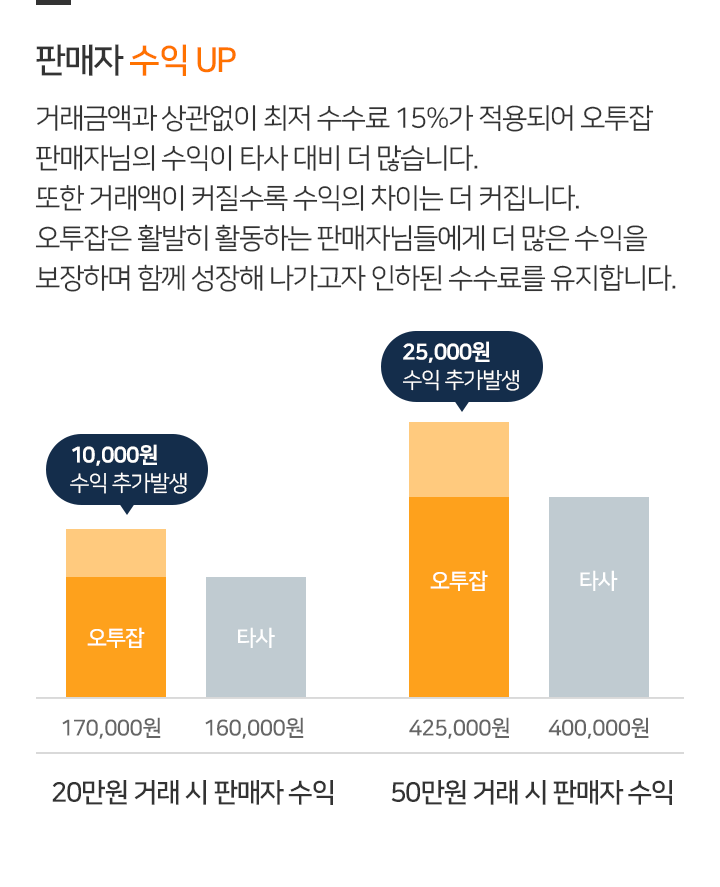 판매자 수익 UP
거래금액과 상관없이 최저 수수료 15%가 적용되어 오투잡
판매자님의 수익이 타사 대비 더 많습니다.
또한 거래액이 커질수록 수익의 차이는 더 커집니다.
오투잡은 활발히 활동하는 판매자님들에게 더 많은 수익을
보장하며 함께 성장해 나가고자 인하된 수수료를 유지합니다.
10,000원
수익 추가발생
오투잡
타사
170,000원
160,000원
20만원 거래 시 판매자 수익
25,000원
수익 추가발생
오투잡
타사
425,000원
400,000원
50만원 거래 시 판매자 수익